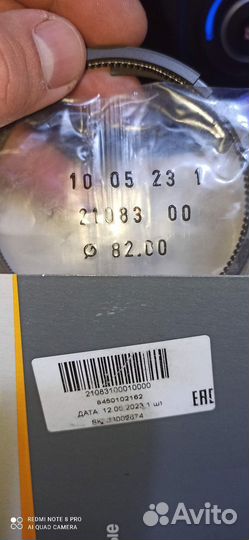 10 05 23 1
21083 00
⌀ 82.00
21083100010000
8450102162
ДАТА: 12.05.2023 1 шт
EAC
REDMI NOTE 8 PRO
AI QUAD CAMERA
Avito